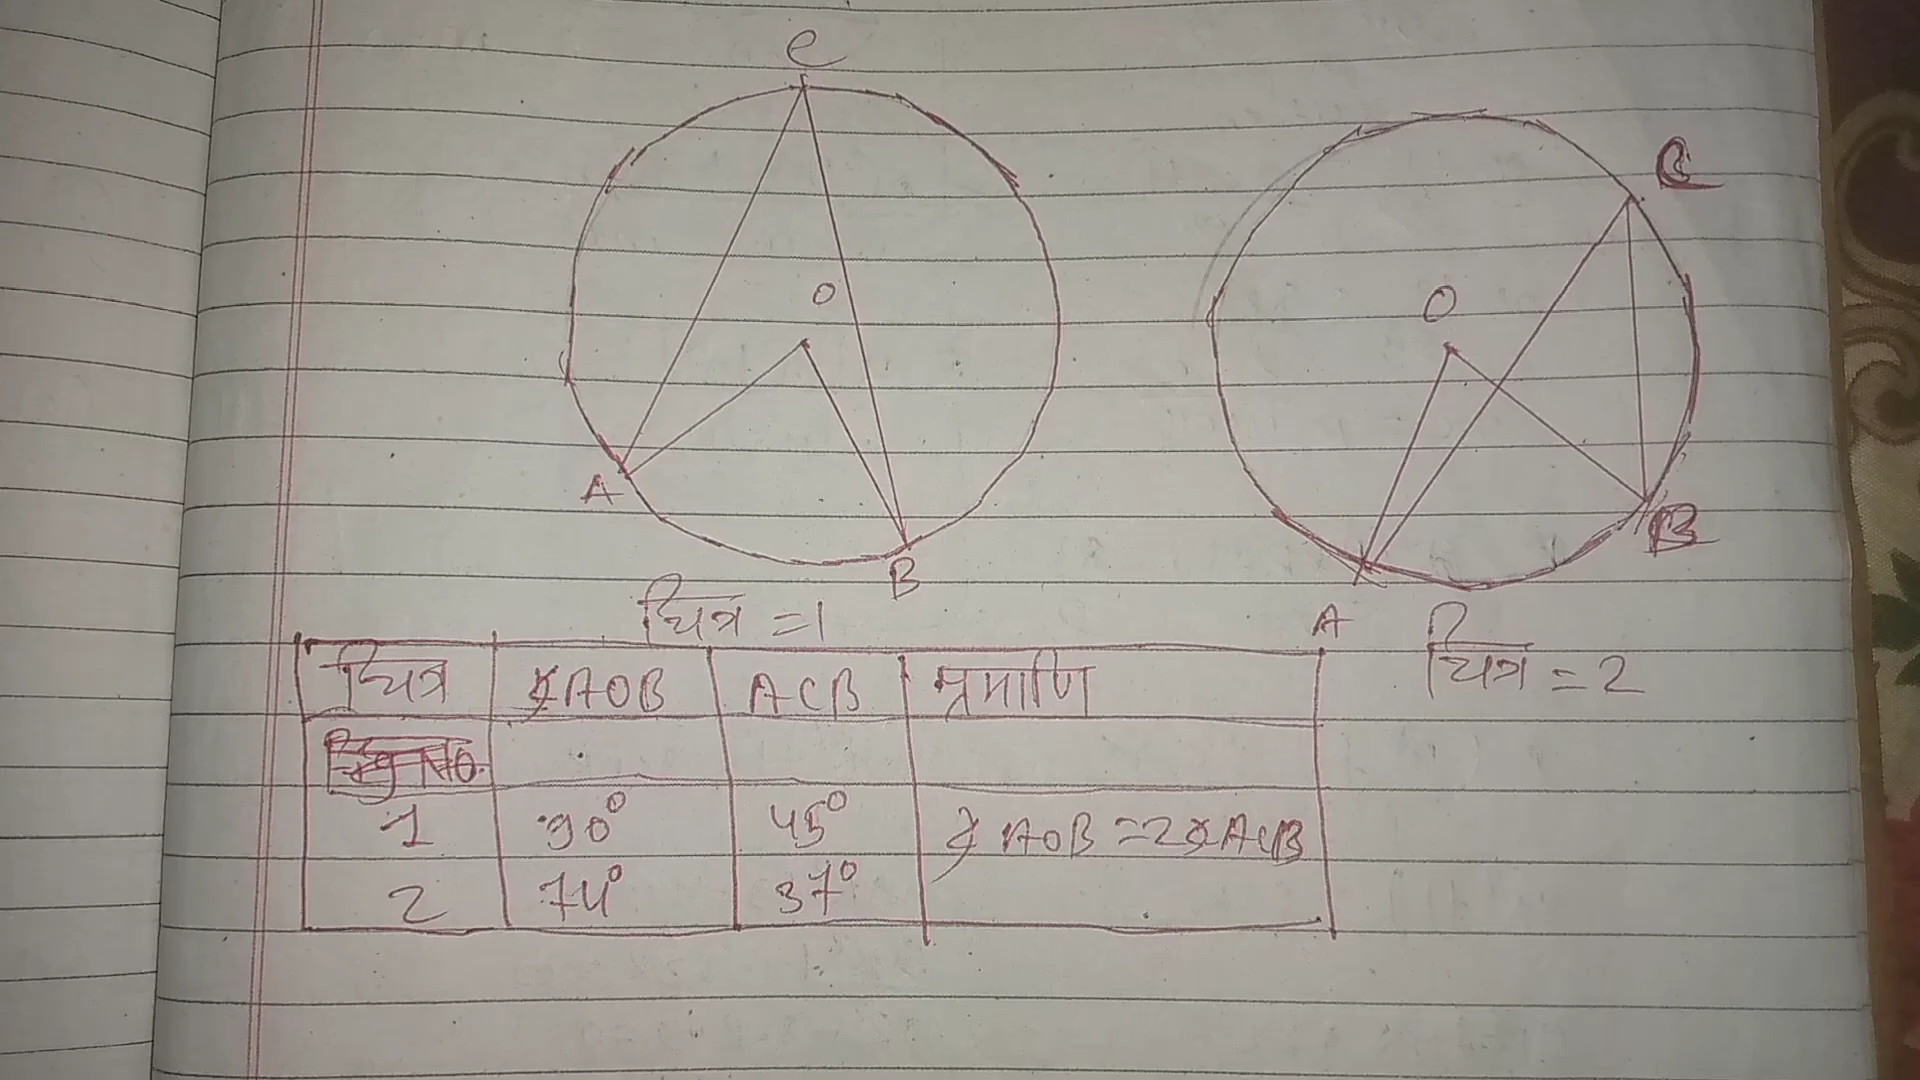 C
C
O
O
A
B
B
चित्र =1
A
चित्र = 2
चित्र ∡AOB ACB प्रमाणि
1 90° 45° ∡ AOB =2∡ACB
2 74° 37°